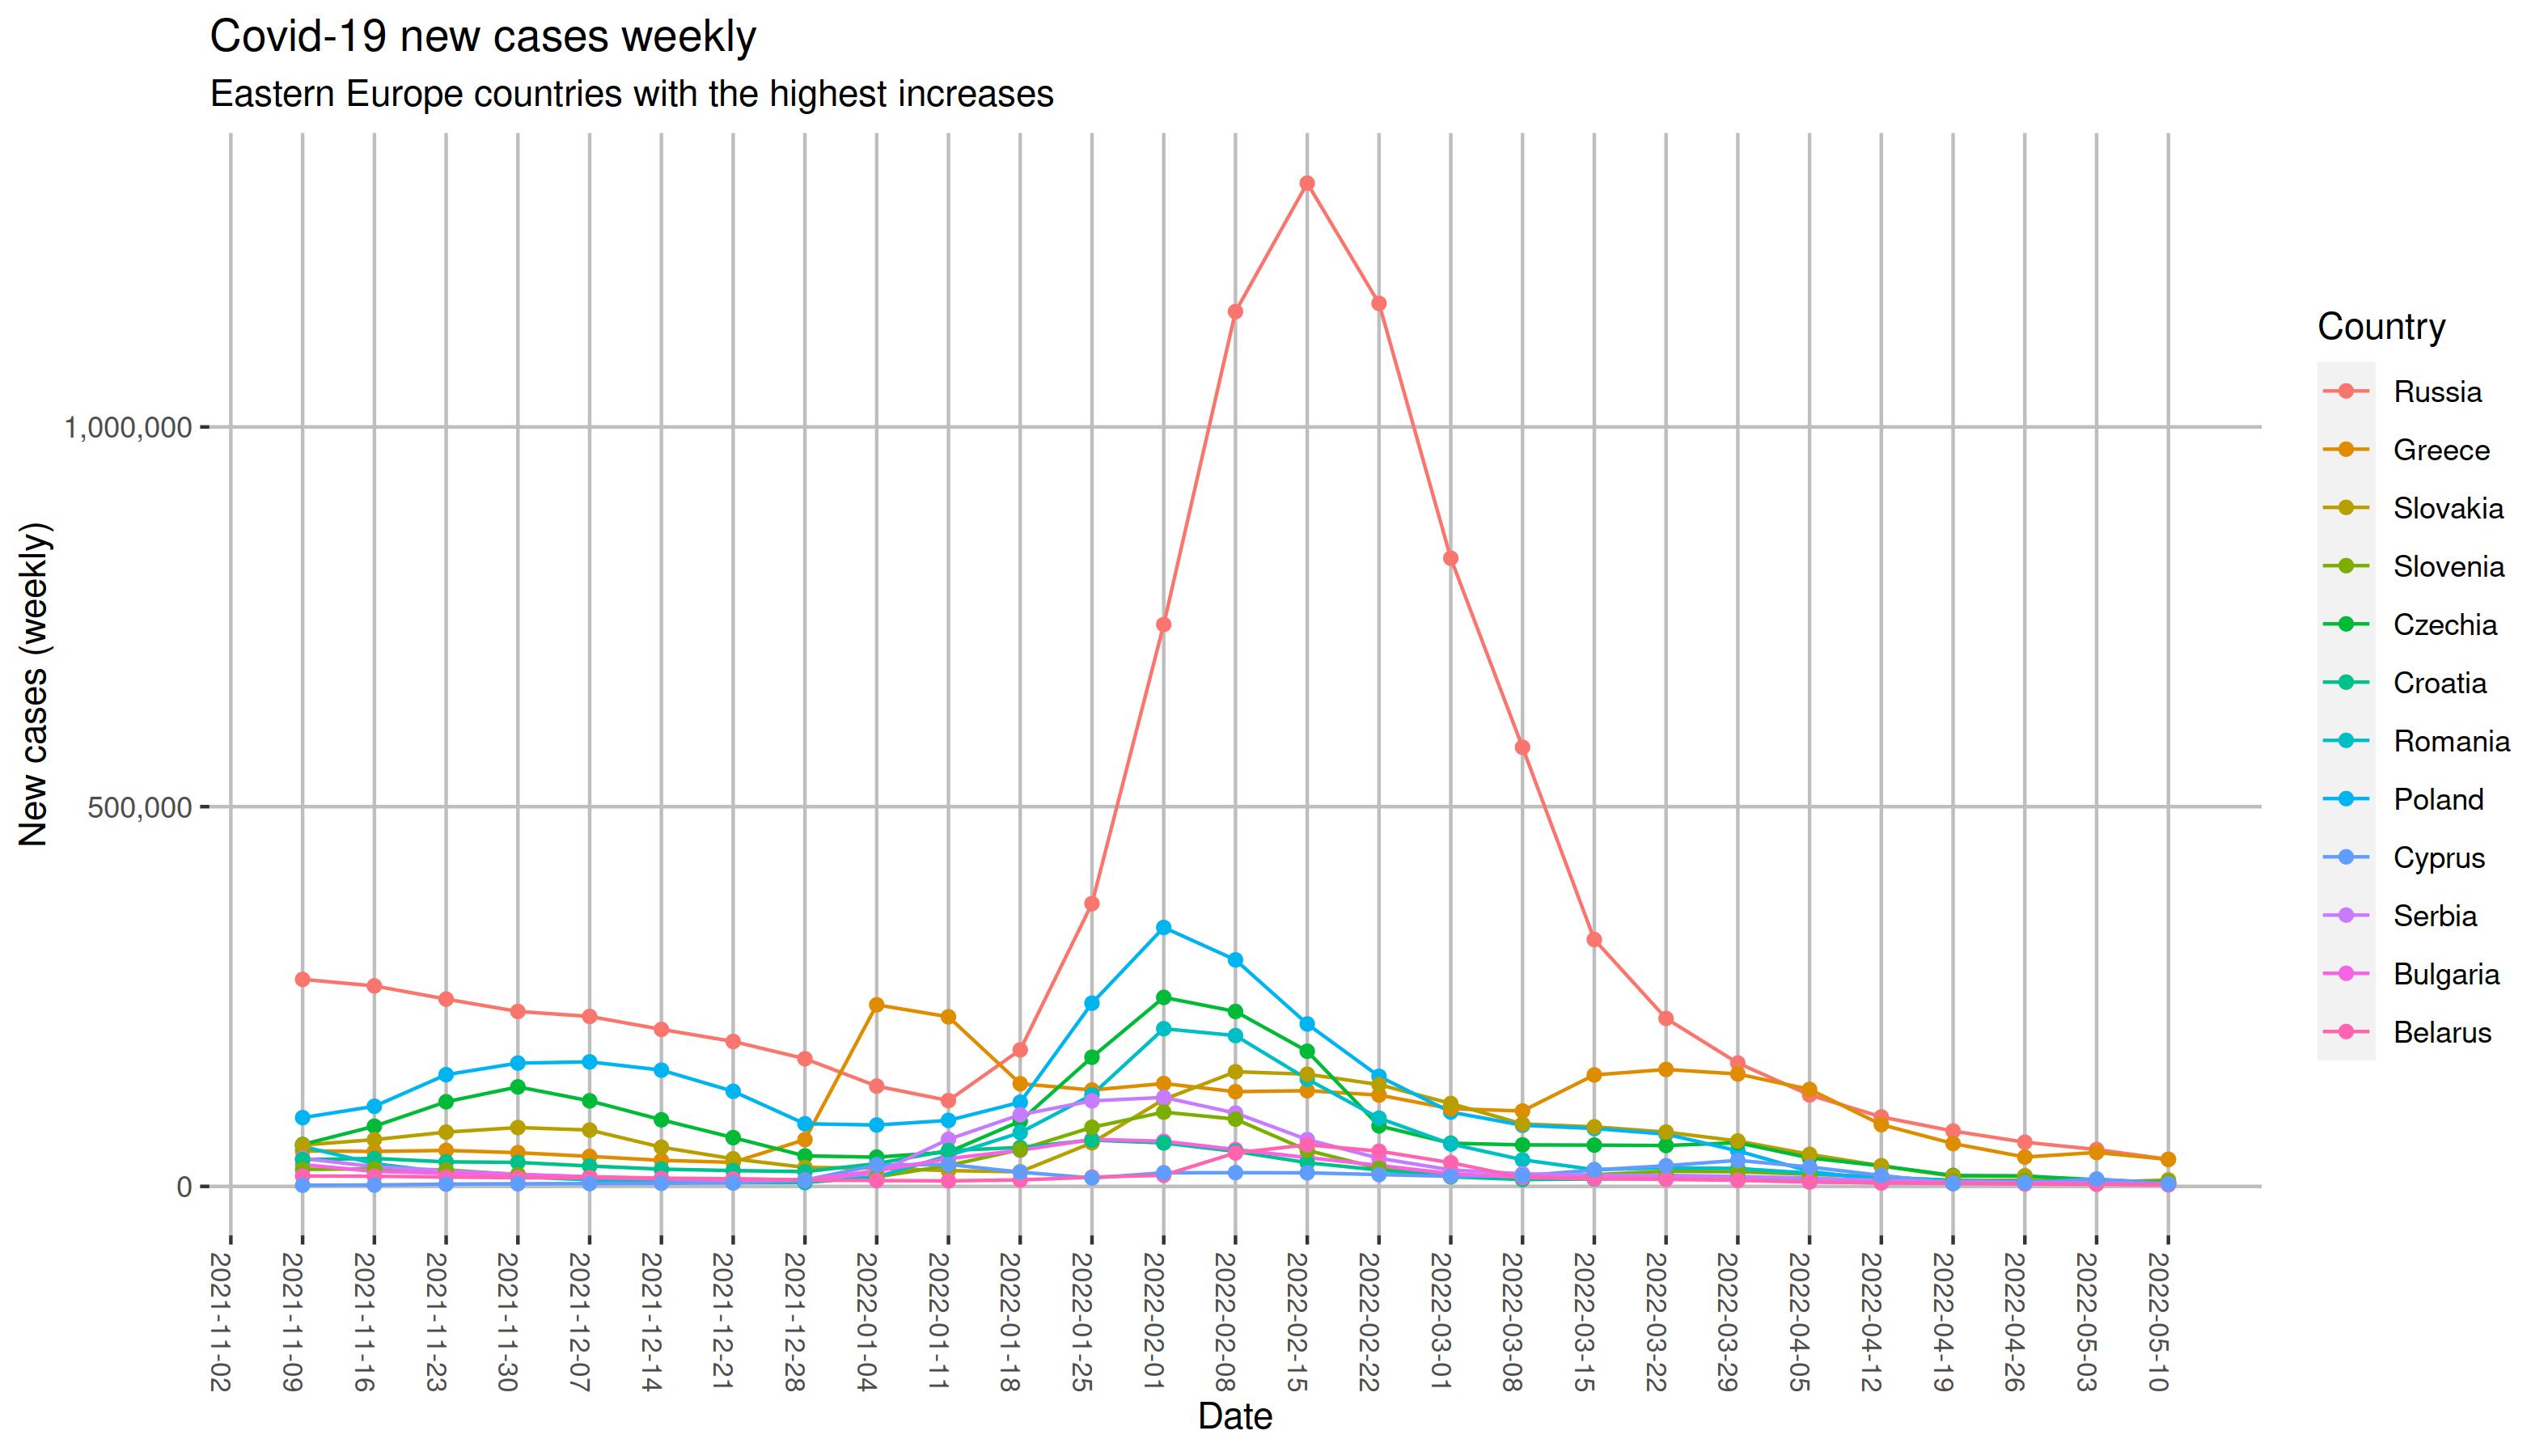 Covid-19 new cases weekly
Eastern Europe countries with the highest increases
New cases (weekly)
1,000,000
500,000
0
2021-11-02
2021-11-09
2021-11-16
2021-11-23
2021-11-30
2021-12-07
2021-12-14
2021-12-21
2021-12-28
2022-01-04
2022-01-11
2022-01-18
2022-01-25
2022-02-01
2022-02-08
2022-02-15
2022-02-22
2022-03-01
2022-03-08
2022-03-15
2022-03-22
2022-03-29
2022-04-05
2022-04-12
2022-04-19
2022-04-26
2022-05-03
2022-05-10
Date
Country
Russia
Greece
Slovakia
Slovenia
Czechia
Croatia
Romania
Poland
Cyprus
Serbia
Bulgaria
Belarus